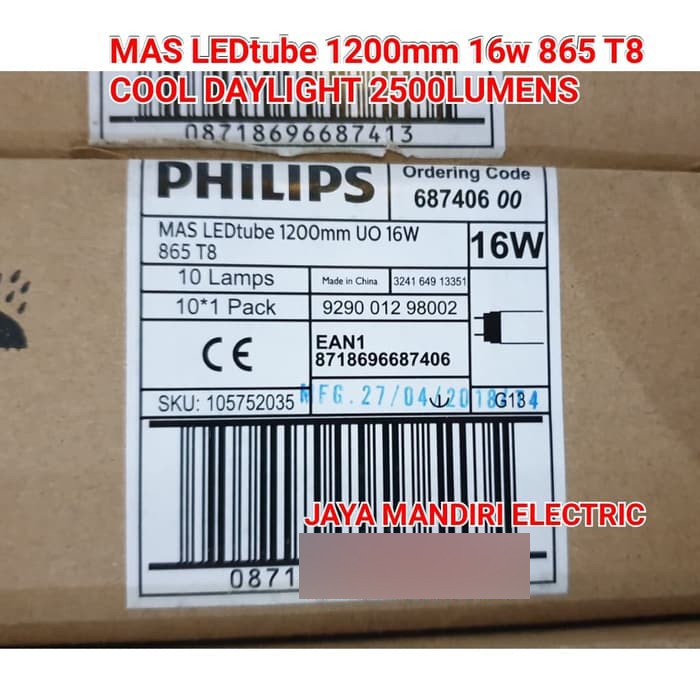 MAS LEDtube 1200mm 16w 865 T8
COOL DAYLIGHT 2500LUMENS
08718696687413
PHILIPS
Ordering Code
687406 00
MAS LEDtube 1200mm UO 16W
865 T8
16W
10 Lamps
Made in China
3241 649 13351
10*1 Pack
9290 012 98002
CE
EAN1
8718696687406
SKU: 105752035
MFG. 27/04/2018
G13
JAYA MANDIRI ELECTRIC
0871